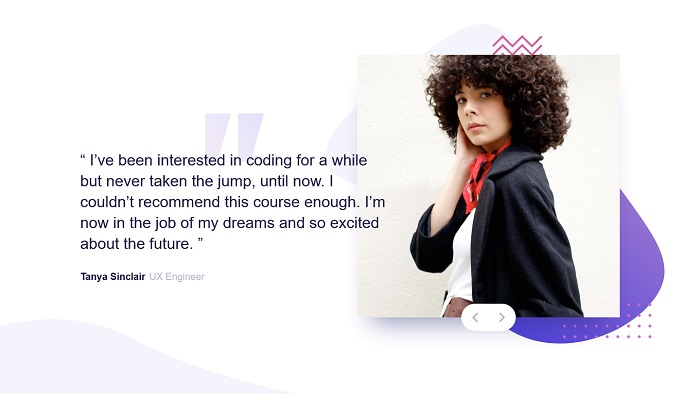 “ I’ve been interested in coding for a while
but never taken the jump, until now. I
couldn’t recommend this course enough. I’m
now in the job of my dreams and so excited
about the future. ”
Tanya Sinclair UX Engineer